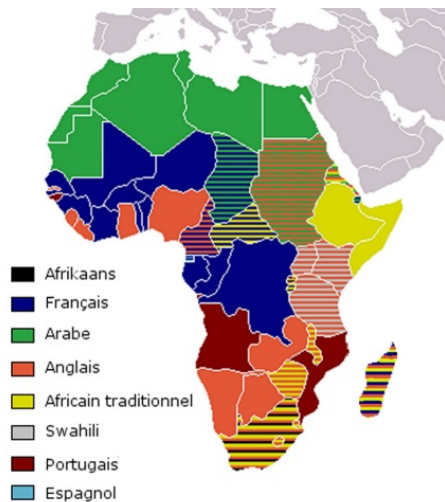 Afrikaans
Français
Arabe
Anglais
Africain traditionnel
Swahili
Portugais
Espagnol